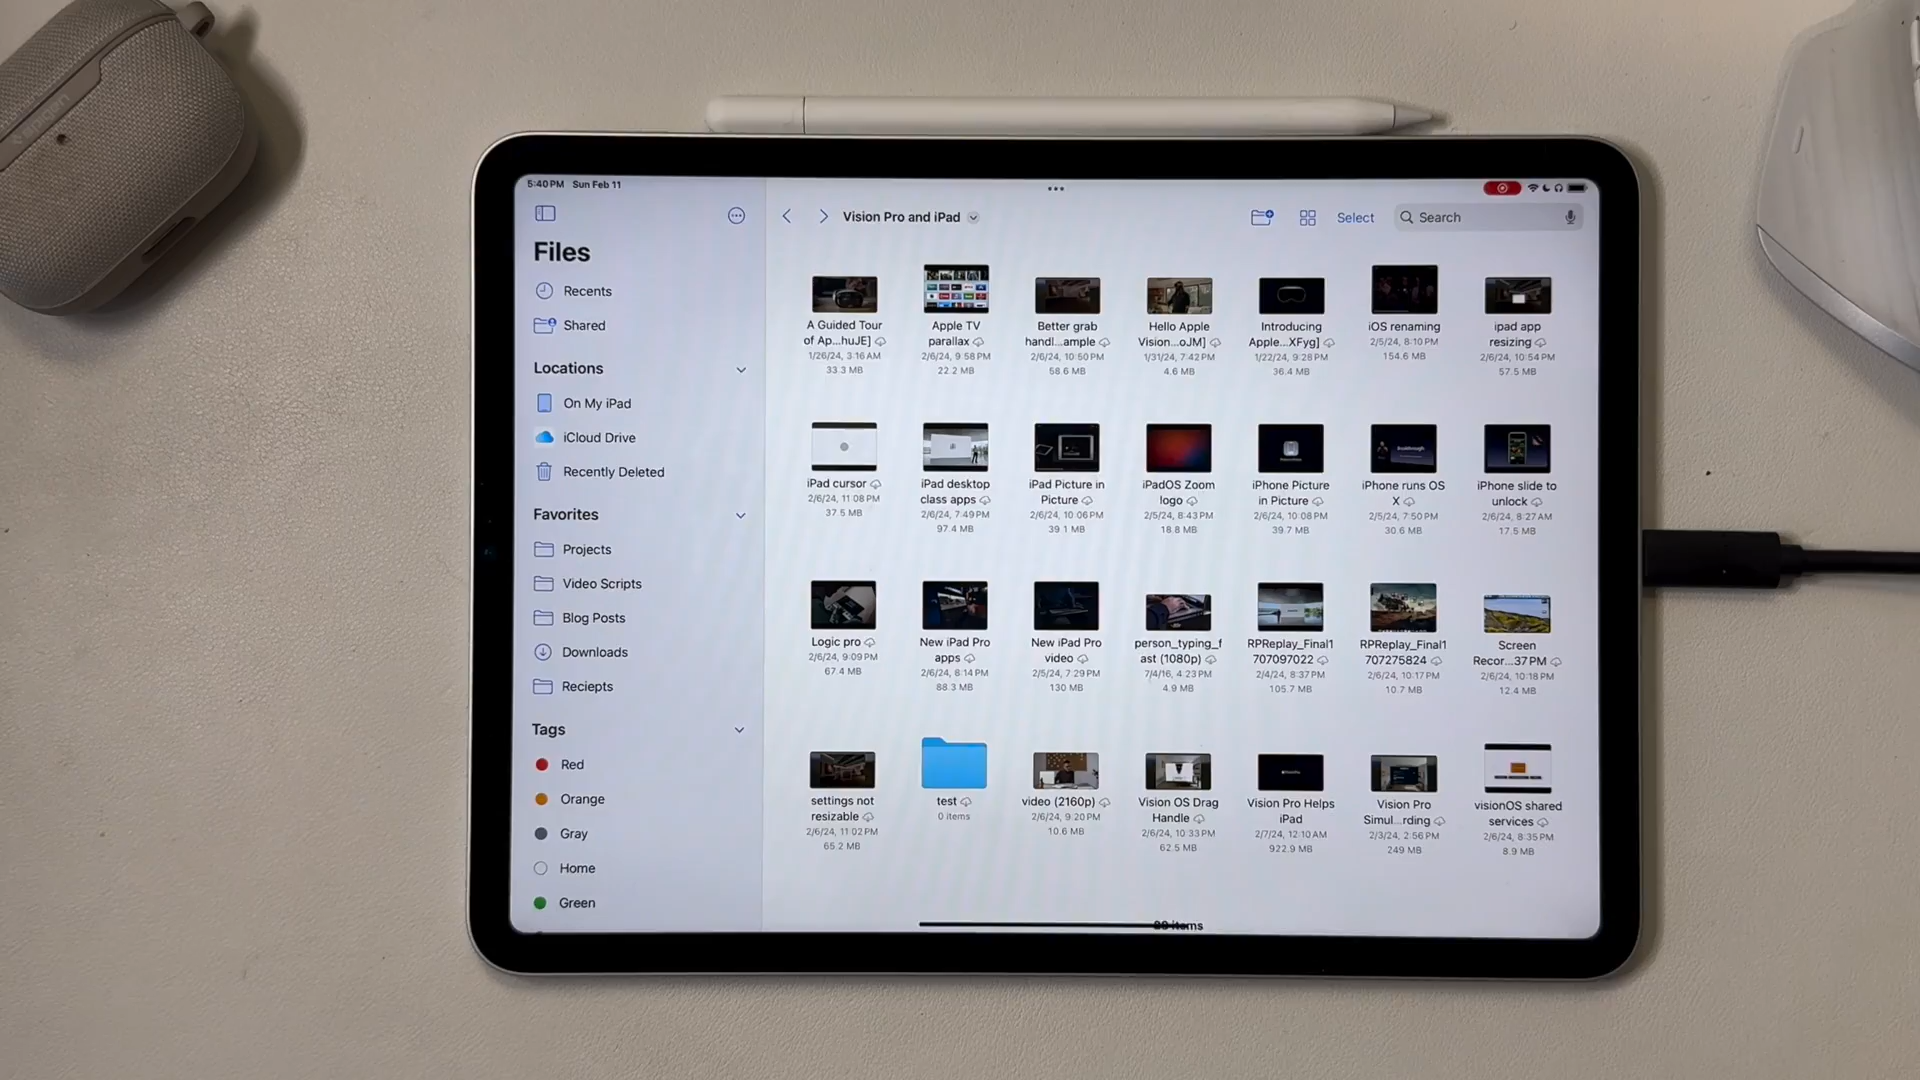 5:40 PM Sun Feb 11
Files
Recents
Shared
Locations
On My iPad
iCloud Drive
Recently Deleted
Favorites
Projects
Video Scripts
Blog Posts
Downloads
Reciepts
Tags
Red
Orange
Gray
Home
Green
Vision Pro and iPad
Select
Search
A Guided Tour
of Ap...huJE]
1/26/24, 3:16 AM
33.3 MB
Apple TV
parallax
2/6/24, 9:58 PM
22.2 MB
Better grab
handl...ample
2/6/24, 10:50 PM
58.6 MB
Hello Apple
Vision...oJM]
1/31/24, 7:42 PM
4.6 MB
Introducing
Apple...XFyg]
1/22/24, 9:28 PM
36.4 MB
iOS renaming
2/5/24, 8:10 PM
154.6 MB
ipad app
resizing
2/6/24, 10:54 PM
57.5 MB
iPad cursor
2/6/24, 11:08 PM
37.5 MB
iPad desktop
class apps
2/6/24, 7:49 PM
97.4 MB
iPad Picture in
Picture
2/6/24, 10:06 PM
39.1 MB
iPadOS Zoom
logo
2/5/24, 8:43 PM
18.8 MB
iPhone Picture
in Picture
2/6/24, 10:08 PM
39.7 MB
iPhone runs OS
X
2/5/24, 7:50 PM
30.6 MB
iPhone slide to
unlock
2/6/24, 8:27 AM
17.5 MB
Logic pro
2/6/24, 9:09 PM
67.4 MB
New iPad Pro
apps
2/6/24, 8:14 PM
88.3 MB
New iPad Pro
video
2/5/24, 7:29 PM
130 MB
person_typing_f
ast (1080p)
7/4/16, 4:23 PM
4.9 MB
RPReplay_Final1
707097022
2/4/24, 8:37 PM
105.7 MB
RPReplay_Final1
707275824
2/6/24, 10:17 PM
10.7 MB
Screen
Recor...37 PM
2/6/24, 10:18 PM
12.4 MB
settings not
resizable
2/6/24, 11:02 PM
65.2 MB
test
0 items
video (2160p)
2/6/24, 9:20 PM
10.6 MB
Vision OS Drag
Handle
2/6/24, 10:33 PM
62.5 MB
Vision Pro Helps
iPad
2/7/24, 12:10 AM
922.9 MB
Vision Pro
Simul...rding
2/3/24, 2:56 PM
249 MB
visionOS shared
services
2/6/24, 8:35 PM
8.9 MB
items